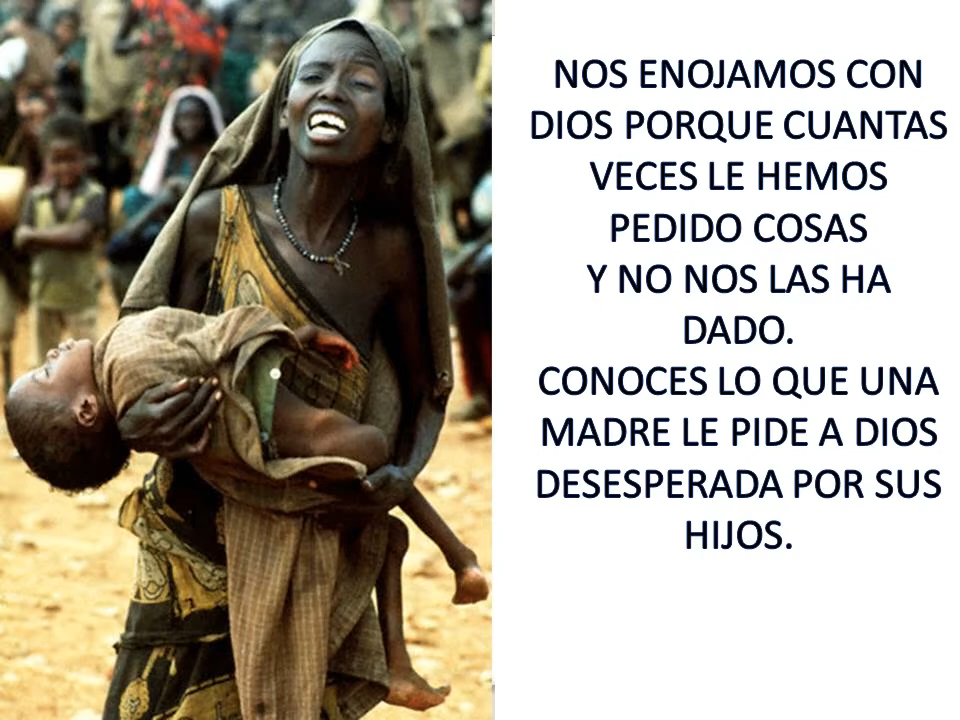 NOS ENOJAMOS CON
DIOS PORQUE CUANTAS
VECES LE HEMOS
PEDIDO COSAS
Y NO NOS LAS HA
DADO.
CONOCES LO QUE UNA
MADRE LE PIDE A DIOS
DESESPERADA POR SUS
HIJOS.